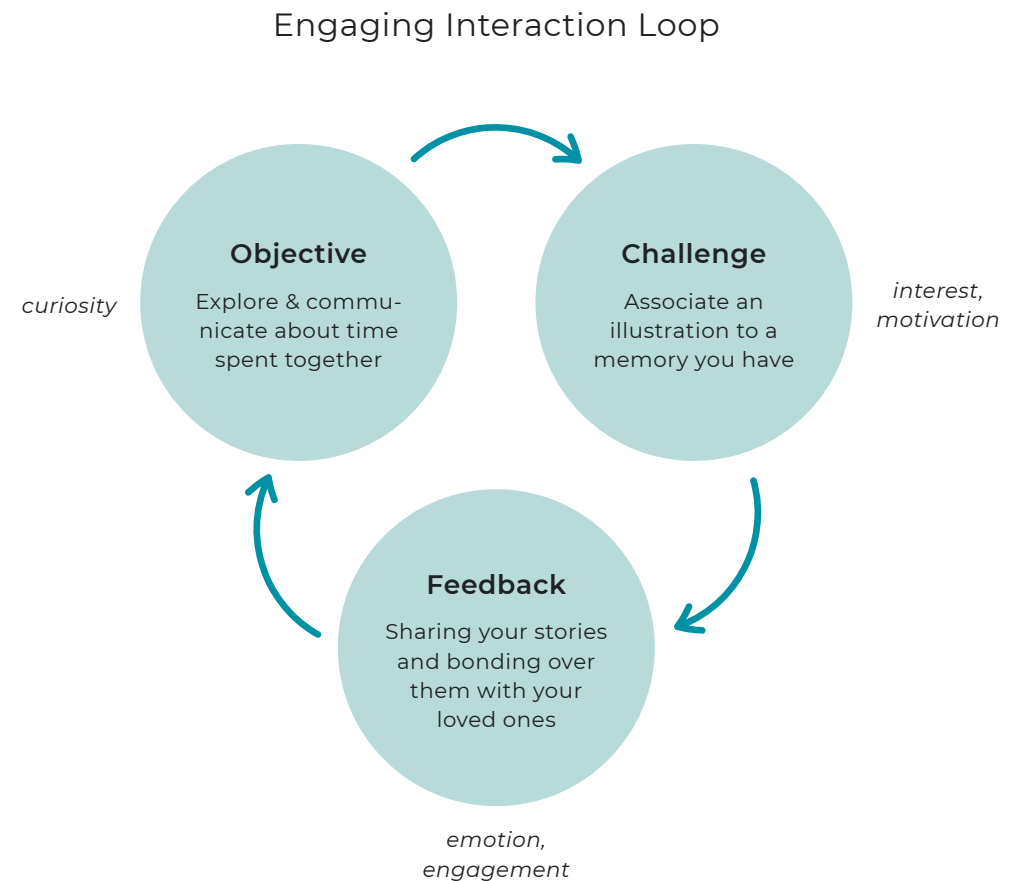 Engaging Interaction Loop
curiosity
Objective
Explore & commu-
nicate about time
spent together
Challenge
Associate an
illustration to a
memory you have
interest,
motivation
Feedback
Sharing your stories
and bonding over
them with your
loved ones
emotion,
engagement